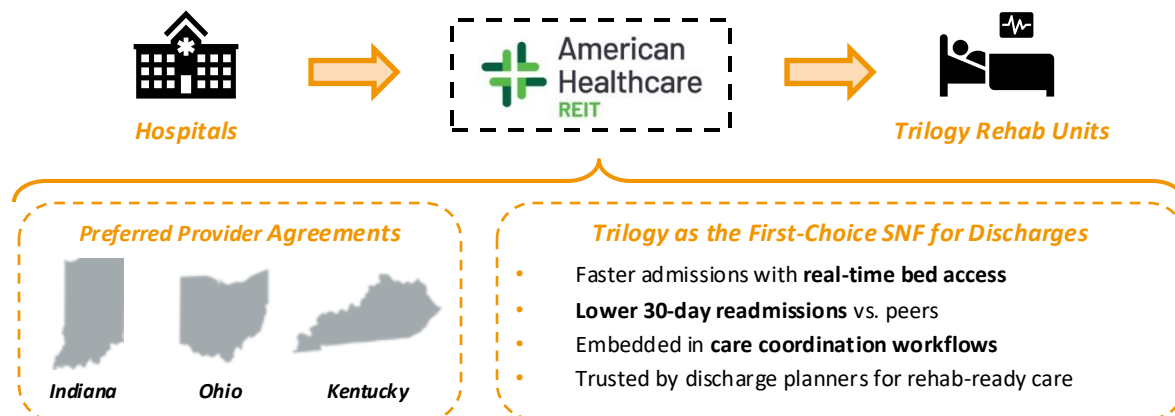 American
Healthcare
REIT
Hospitals
Trilogy Rehab Units
Preferred Provider Agreements
Indiana
Ohio
Kentucky
Trilogy as the First-Choice SNF for Discharges
• Faster admissions with real-time bed access
• Lower 30-day readmissions vs. peers
• Embedded in care coordination workflows
• Trusted by discharge planners for rehab-ready care